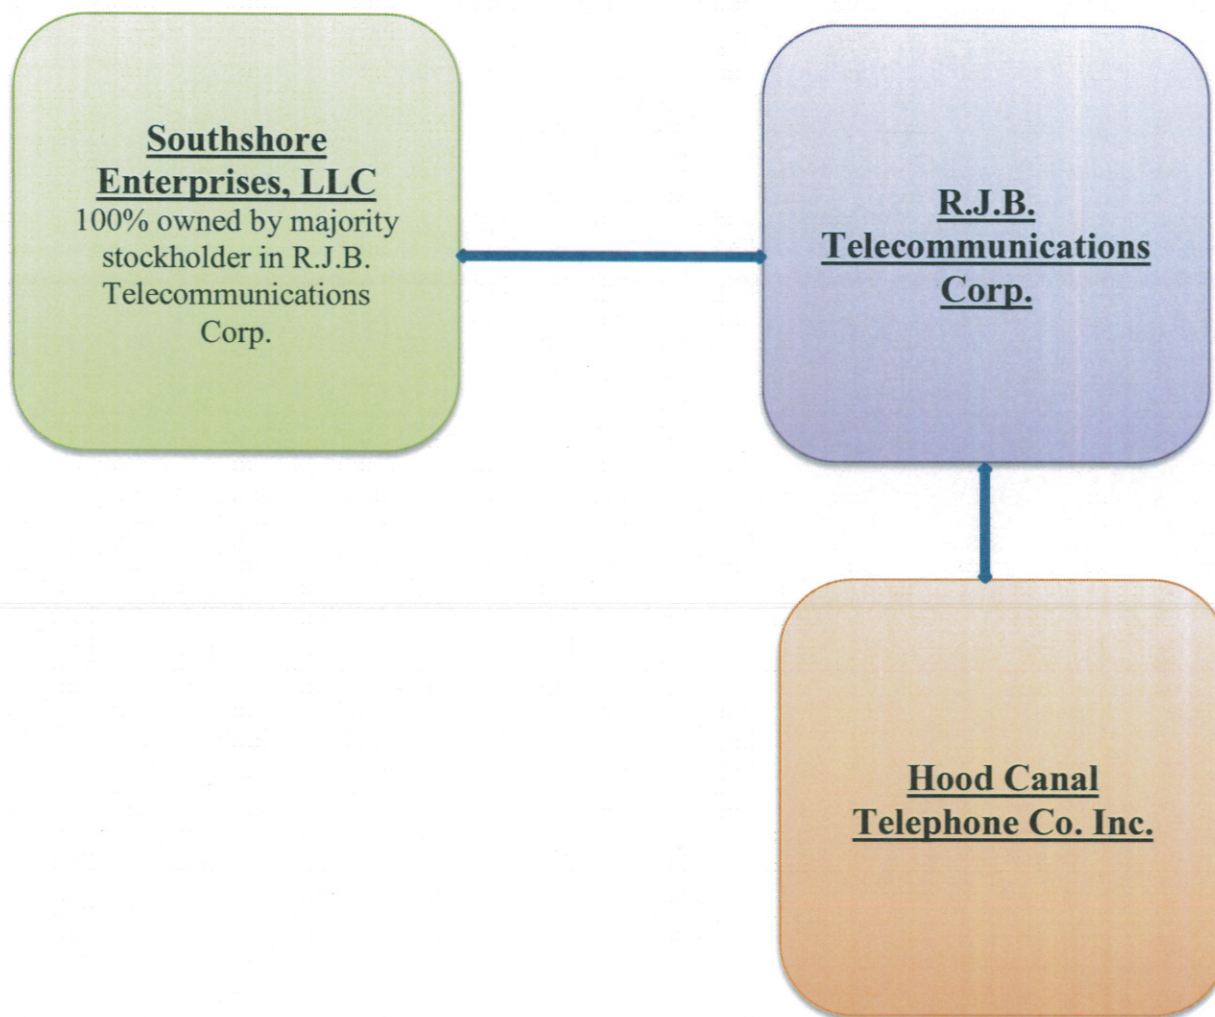 Southshore
Enterprises, LLC
100% owned by majority
stockholder in R.J.B.
Telecommunications
Corp.
R.J.B.
Telecommunications
Corp.
Hood Canal
Telephone Co. Inc.